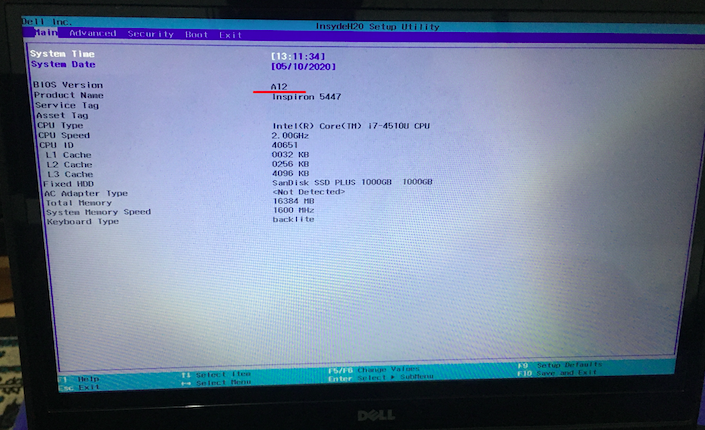 Dell Inc.
InsydeH20 Setup Utility
Main Advanced Security Boot Exit
System Time [13:11:34]
System Date [05/10/2020]
BIOS Version A12
Product Name Inspiron 5447
Service Tag
Asset Tag
CPU Type Intel(R) Core(TM) i7-4510U CPU
CPU Speed 2.00GHz
CPU ID 40651
L1 Cache 0032 KB
L2 Cache 0256 KB
L3 Cache 4096 KB
Fixed HDD SanDisk SSD PLUS 1000GB 1000GB
AC Adapter Type <Not Detected>
Total Memory 16384 MB
System Memory Speed 1600 MHz
Keyboard Type backlite
F1 Help ↑↓ Select Item F5/F6 Change Values F9 Setup Defaults
Esc Exit ↔ Select Menu Enter Select ▶ SubMenu F10 Save and Exit
DELL